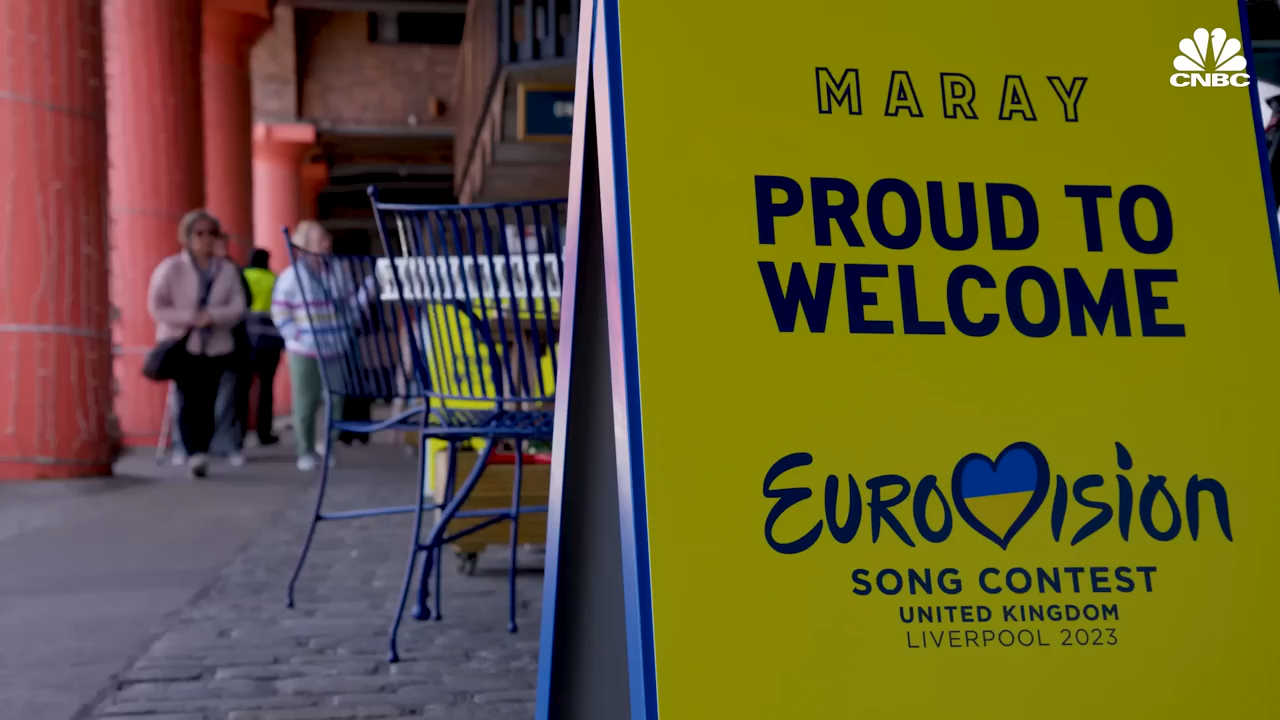 CNBC
MARAY
PROUD TO
WELCOME
EUROVISION
SONG CONTEST
UNITED KINGDOM
LIVERPOOL 2023